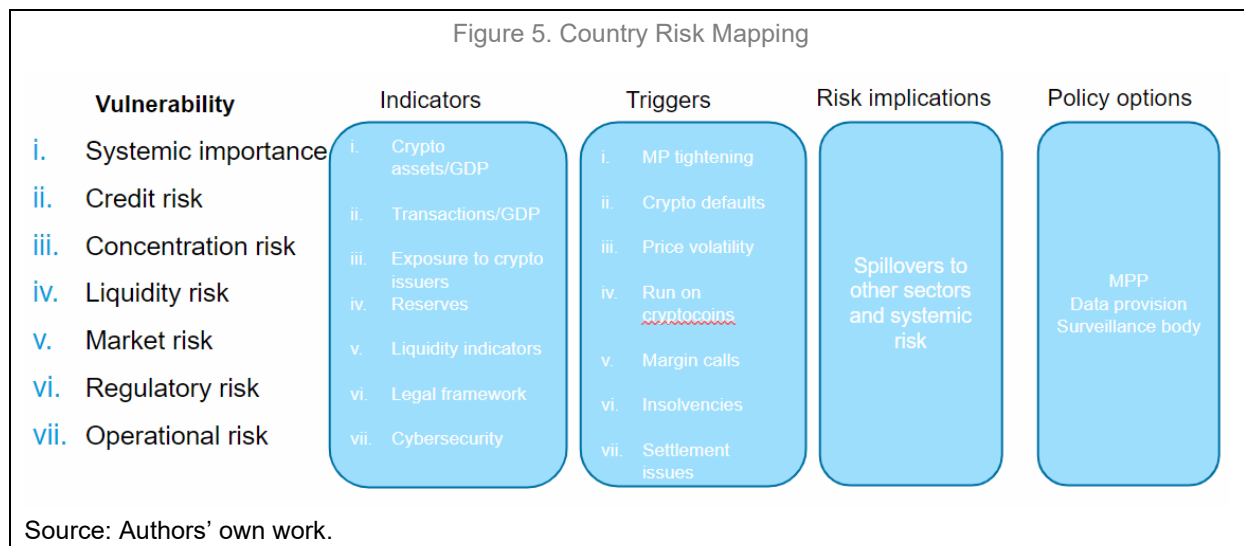 Figure 5. Country Risk Mapping
Vulnerability
i. Systemic importance
ii. Credit risk
iii. Concentration risk
iv. Liquidity risk
v. Market risk
vi. Regulatory risk
vii. Operational risk
Indicators
i. Crypto
assets/GDP
ii. Transactions/GDP
iii. Exposure to crypto
issuers
iv. Reserves
v. Liquidity indicators
vi. Legal framework
vii. Cybersecurity
Triggers
i. MP tightening
ii. Crypto defaults
iii. Price volatility
iv. Run on
cryptocoins
v. Margin calls
vi. Insolvencies
vii. Settlement
issues
Risk implications
Spillovers to
other sectors
and systemic
risk
Policy options
MPP
Data provision
Surveillance body
Source: Authors’ own work.